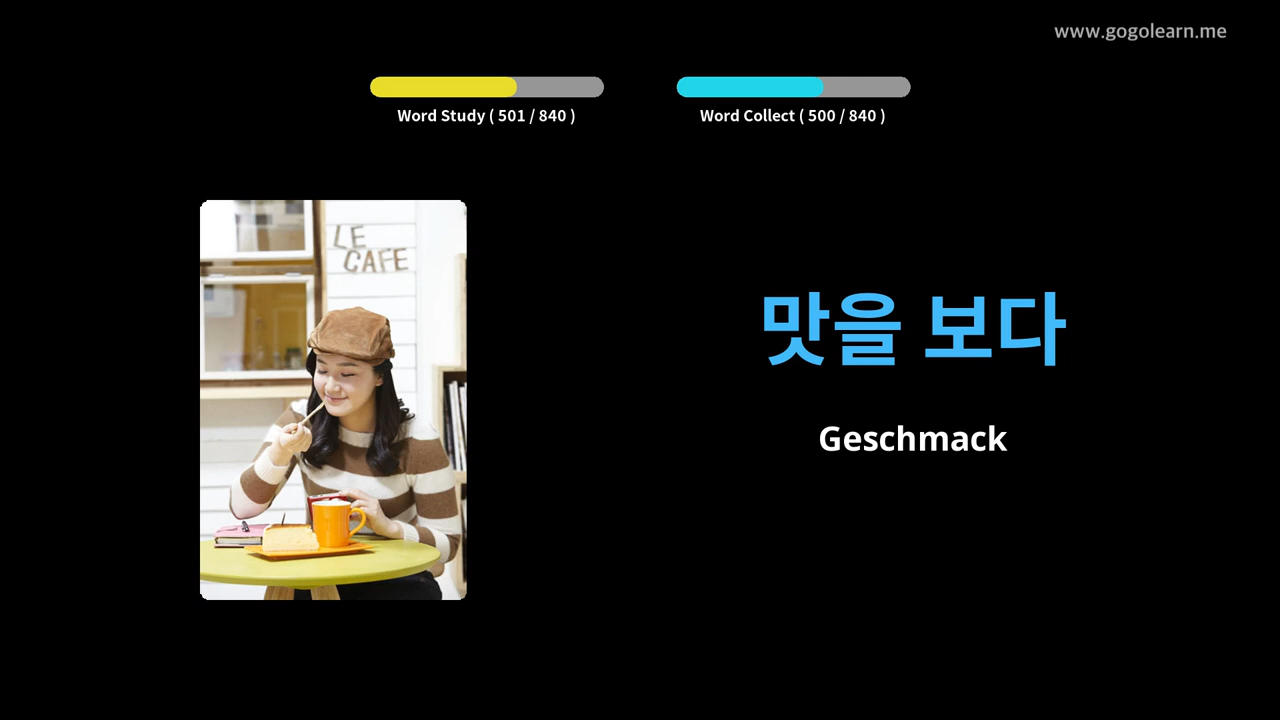 www.gogolearn.me
Word Study ( 501 / 840 )
Word Collect ( 500 / 840 )
LE
CAFE
맛을 보다
Geschmack